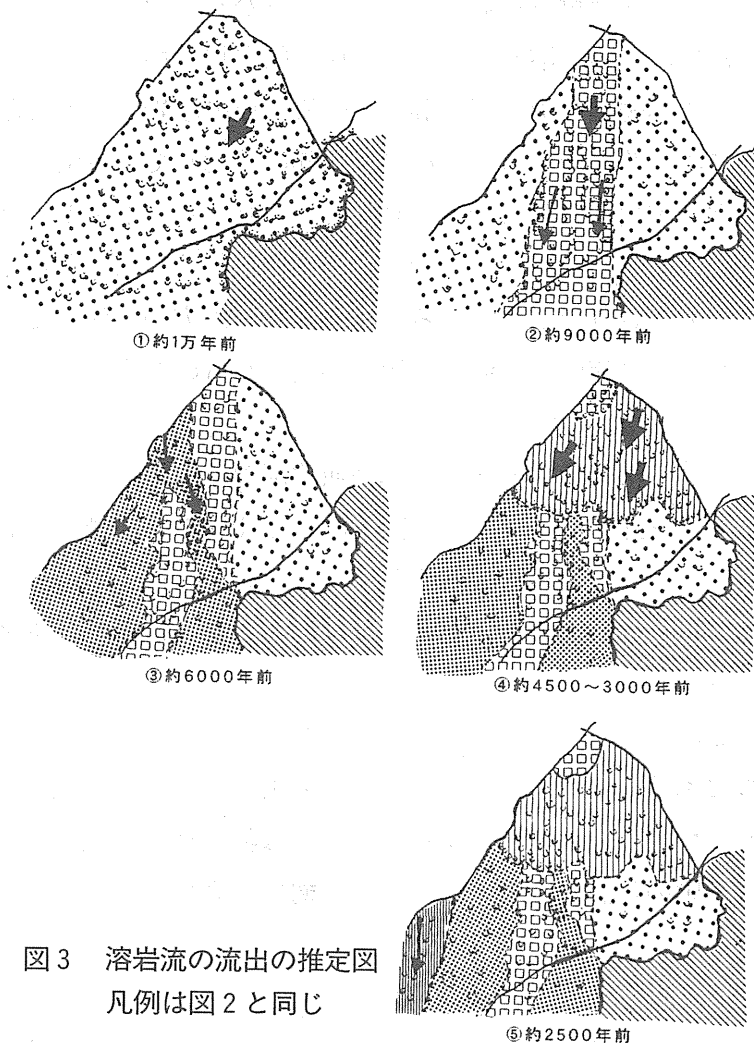 ①約1万年前
②約9000年前
③約6000年前
④約4500〜3000年前
⑤約2500年前
図3 溶岩流の流出の推定図
凡例は図2と同じ